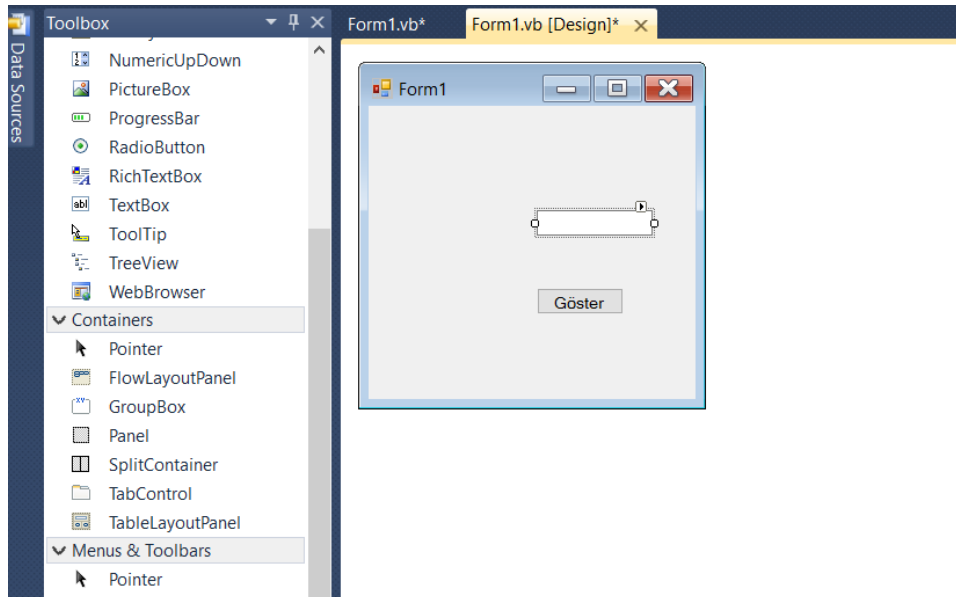 Data Sources
Toolbox
NumericUpDown
PictureBox
ProgressBar
RadioButton
RichTextBox
TextBox
ToolTip
TreeView
WebBrowser
Containers
Pointer
FlowLayoutPanel
GroupBox
Panel
SplitContainer
TabControl
TableLayoutPanel
Menus & Toolbars
Pointer
Form1.vb* Form1.vb [Design]*
Form1
Göster